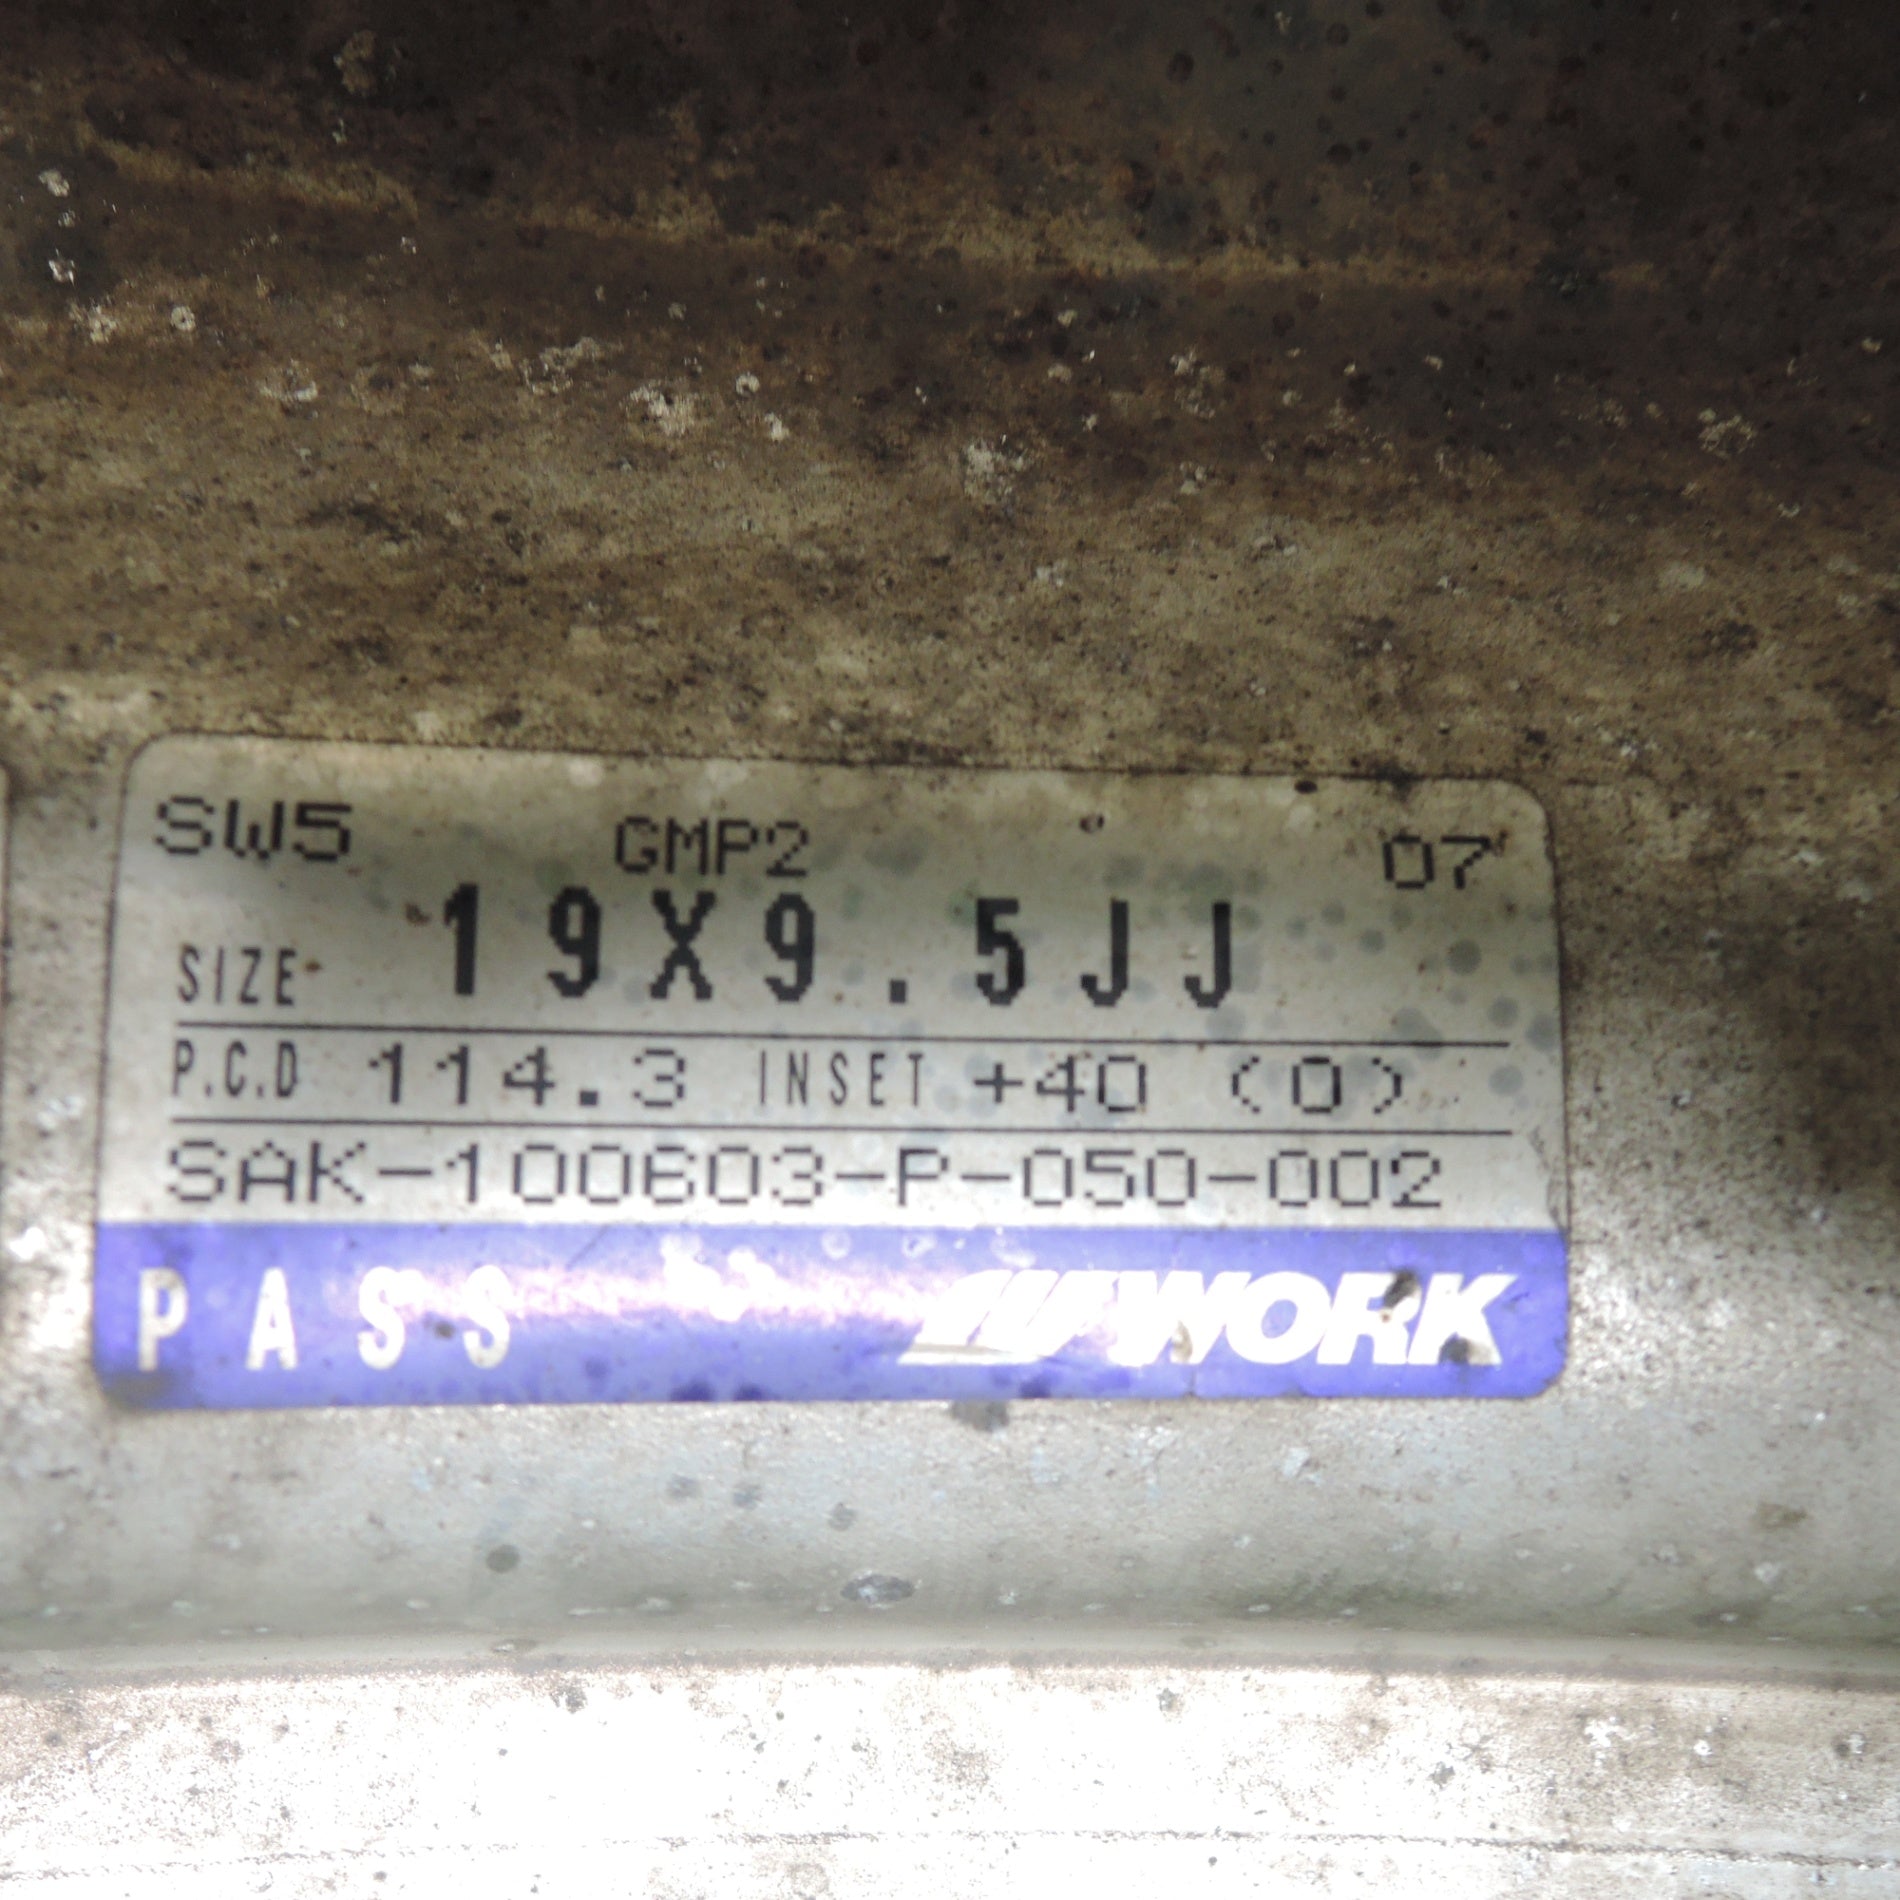 SW5 GMP2 07
SIZE 19X9.5JJ
P.C.D 114.3 INSET +40 (0)
SAK-100603-P-050-002
PASS WORK